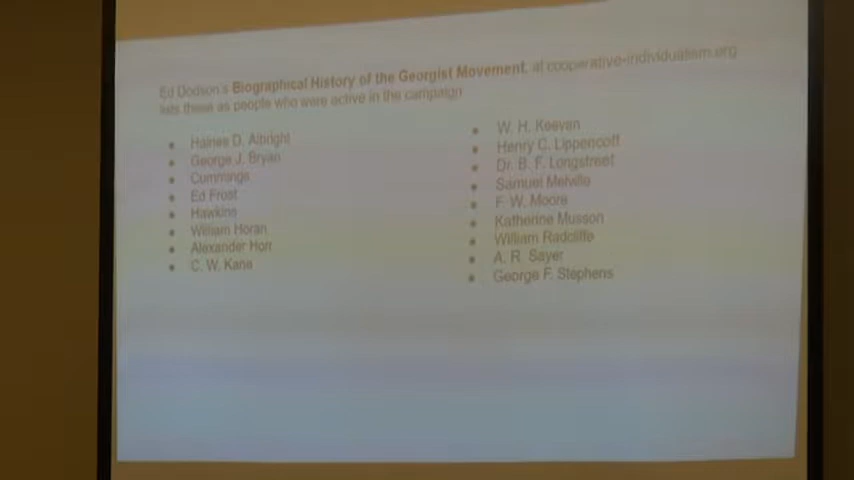 Ed Dodson's Biographical History of the Georgist Movement, at cooperative-individualism.org
lists these as people who were active in the campaign
Haines D. Albright
George J. Bryan
Cummings
Ed Frost
Hawkins
William Horan
Alexander Horr
C. W. Kane
W. H. Keevan
Henry C. Lippencott
Dr. B. F. Longstreet
Samuel Melville
F. W. Moore
Katherine Musson
William Radcliffe
A. R. Sayer
George F. Stephens